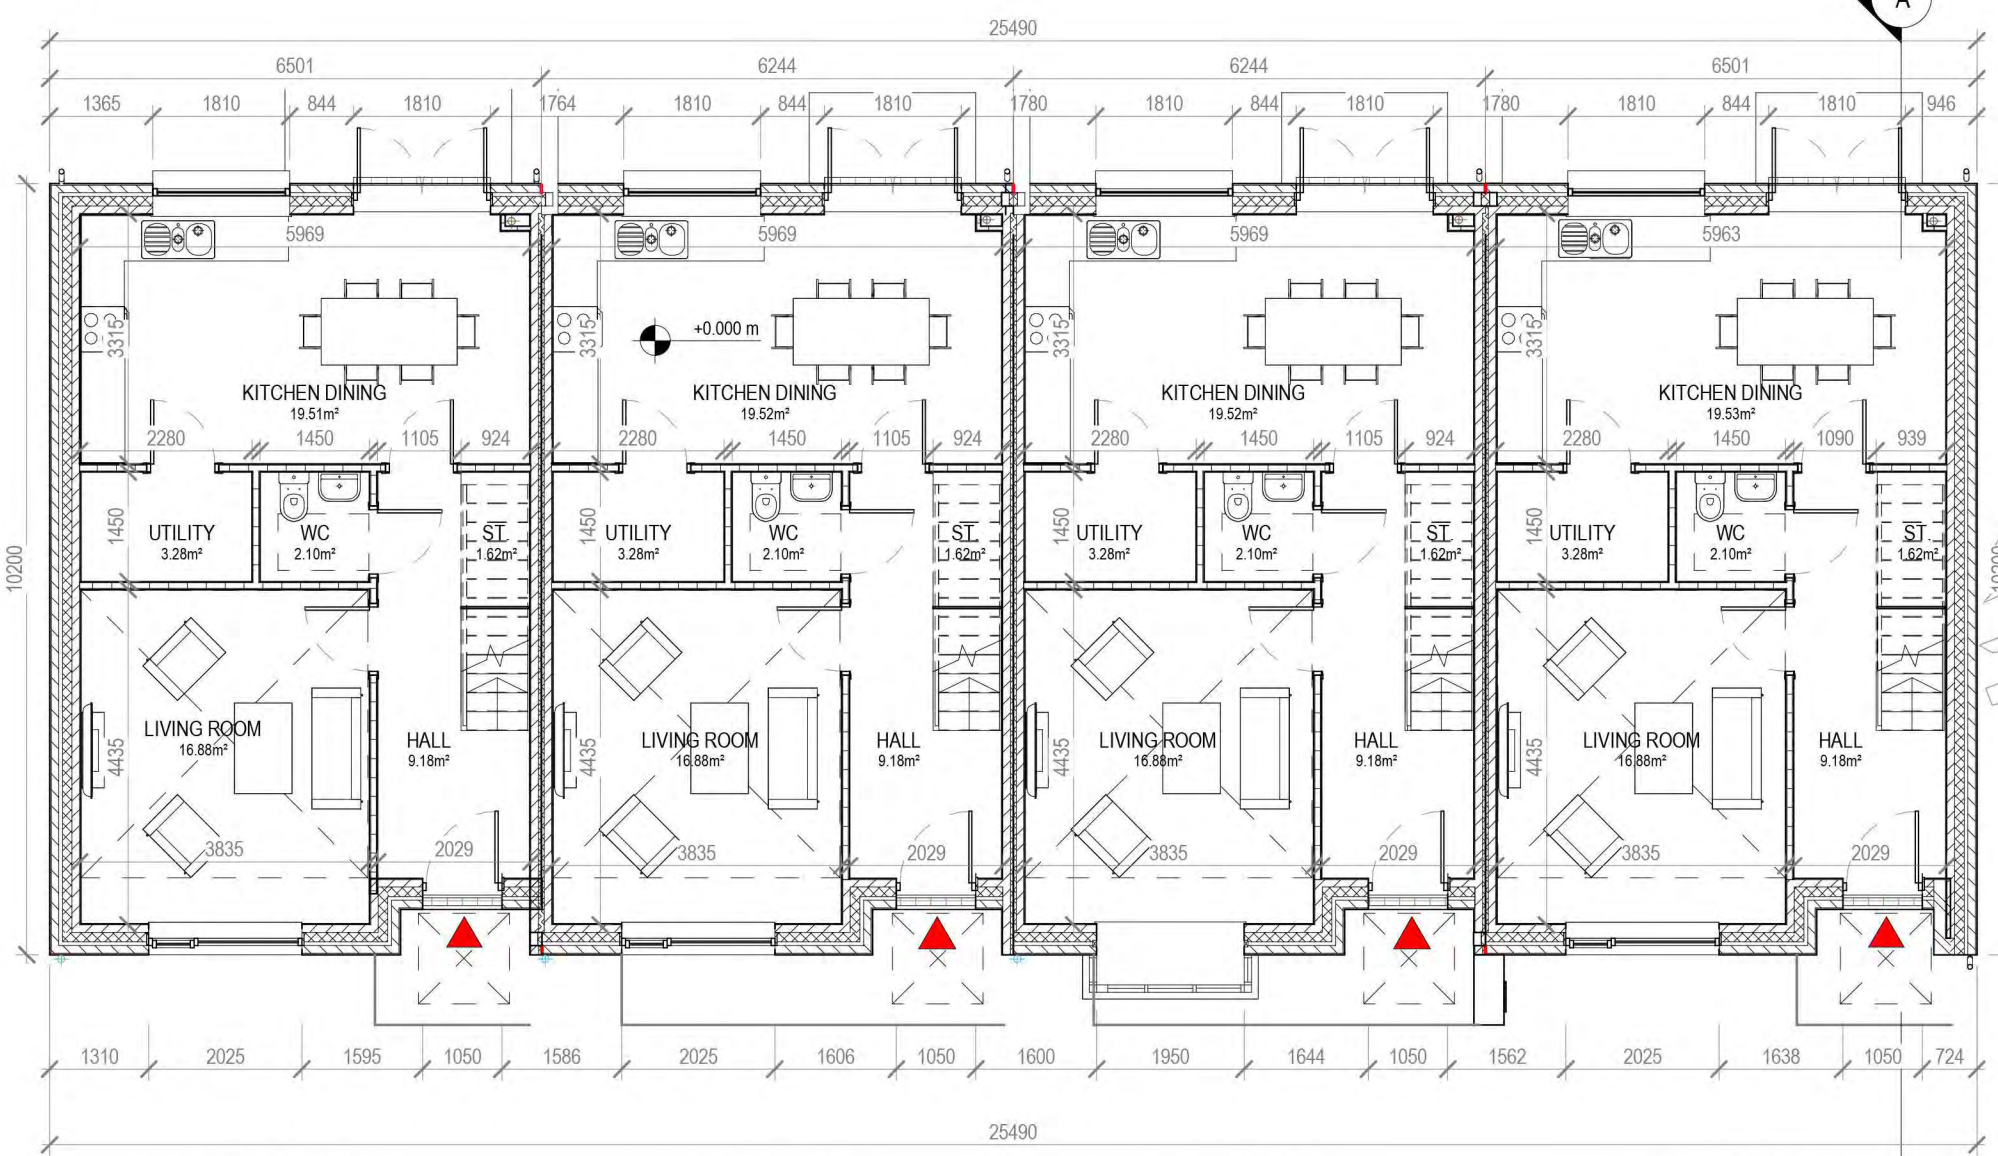 A
25490
6501 6244 6244 6501
1365 1810 844 1810 1764 1810 844 1810 1780 1810 844 1810 1780 1810 844 1810 946
5969 5969 5969 5963
3315 3315 3315 3315
+0.000 m
KITCHEN DINING KITCHEN DINING KITCHEN DINING KITCHEN DINING
19.51m² 19.52m² 19.52m² 19.53m²
2280 1450 1105 924 2280 1450 1105 924 2280 1450 1105 924 2280 1450 1090 939
1450 1450 1450 1450
UTILITY WC ST UTILITY WC ST UTILITY WC ST UTILITY WC ST
3.28m² 2.10m² 1.62m² 3.28m² 2.10m² 1.62m² 3.28m² 2.10m² 1.62m² 3.28m² 2.10m² 1.62m²
10200 10200
LIVING ROOM HALL LIVING ROOM HALL LIVING ROOM HALL LIVING ROOM HALL
16.88m² 9.18m² 16.88m² 9.18m² 16.88m² 9.18m² 16.88m² 9.18m²
4435 4435 4435 4435
3835 2029 3835 2029 3835 2029 3835 2029
1310 2025 1595 1050 1586 2025 1606 1050 1600 1950 1644 1050 1562 2025 1638 1050 724
25490